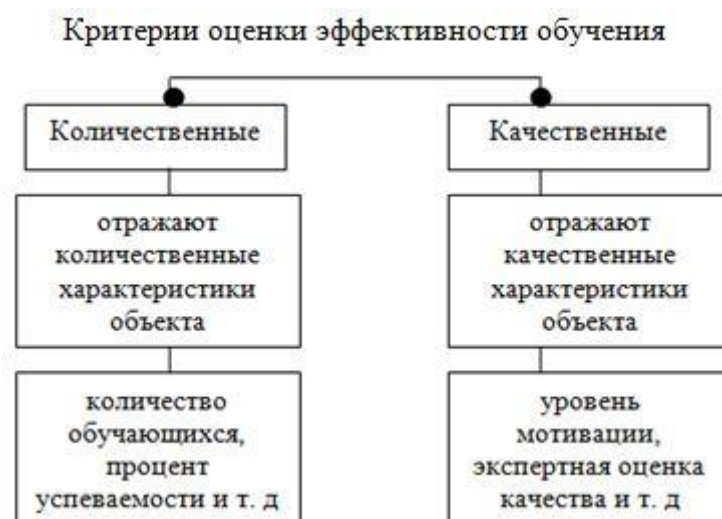 Критерии оценки эффективности обучения
Количественные
Качественные
отражают
количественные
характеристики
объекта
отражают
качественные
характеристики
объекта
количество
обучающихся,
процент
успеваемости и т. д
уровень
мотивации,
экспертная оценка
качества и т. д